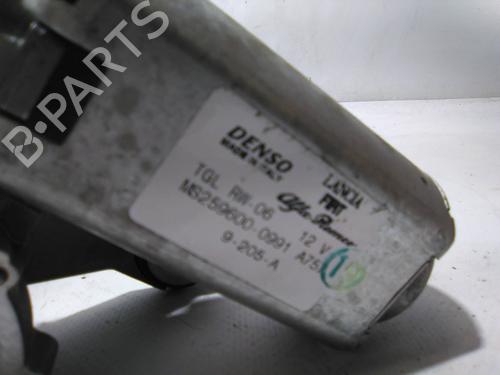 B-PARTS
DENSO
MADE IN ITALY
LANCIA
FIAT
Alfa Romeo
TGL RW-06 12 V
MS259600-0991 A75
9-205-A